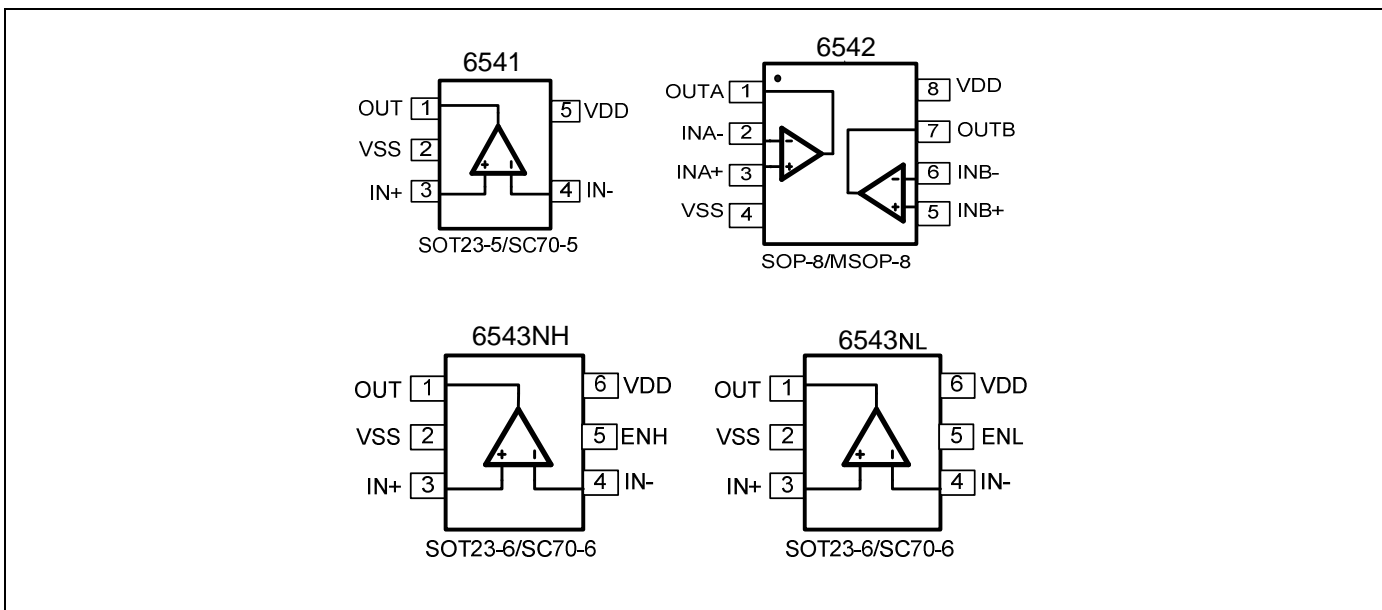 6541
OUT 1
5 VDD
VSS 2
IN+ 3
4 IN-
+ -
SOT23-5/SC70-5
6542
OUTA 1
8 VDD
INA- 2
7 OUTB
INA+ 3
6 INB-
VSS 4
5 INB+
-
+
-
+
SOP-8/MSOP-8
6543NH
OUT 1
6 VDD
VSS 2
5 ENH
IN+ 3
4 IN-
+ -
SOT23-6/SC70-6
6543NL
OUT 1
6 VDD
VSS 2
5 ENL
IN+ 3
4 IN-
+ -
SOT23-6/SC70-6